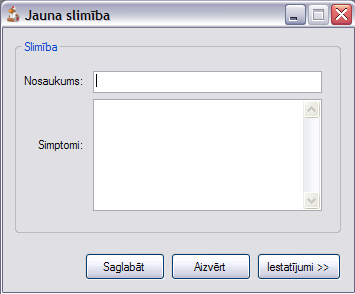 Jauna slimība
Slimība
Nosaukums:
Simptomi:
Saglabāt
Aizvērt
Iestatījumi >>